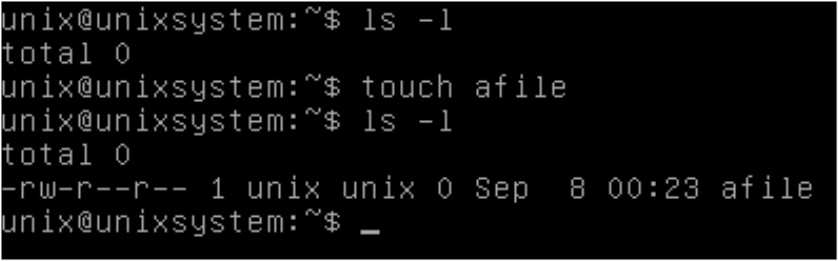 unix@unixsystem:~$ ls -l
total 0
unix@unixsystem:~$ touch afile
unix@unixsystem:~$ ls -l
total 0
-rw-r--r-- 1 unix unix 0 Sep  8 00:23 afile
unix@unixsystem:~$ _